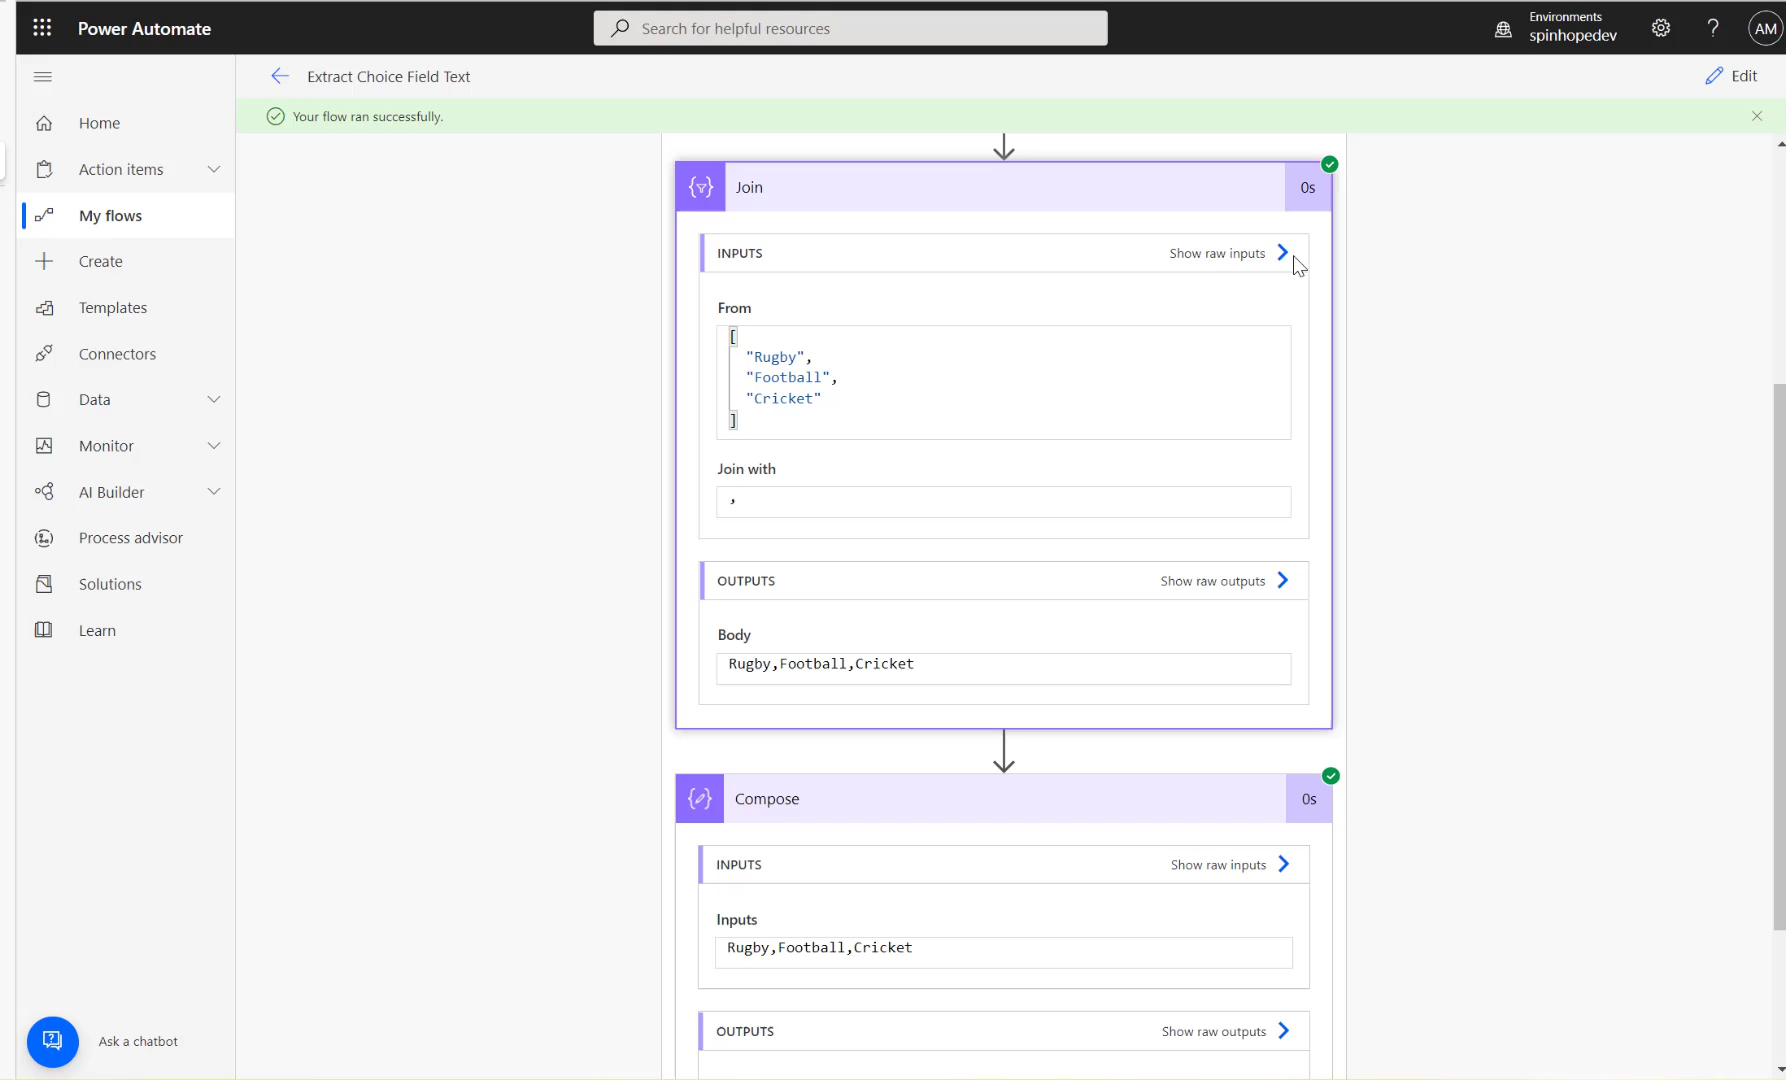 Power Automate
Search for helpful resources
Environments
spinhopedev
?
AM
Extract Choice Field Text
Edit
Your flow ran successfully.
Home
Action items
My flows
Create
Templates
Connectors
Data
Monitor
AI Builder
Process advisor
Solutions
Learn
Ask a chatbot
Join
0s
INPUTS
Show raw inputs
From
[
"Rugby",
"Football",
"Cricket"
]
Join with
,
OUTPUTS
Show raw outputs
Body
Rugby,Football,Cricket
Compose
0s
INPUTS
Show raw inputs
Inputs
Rugby,Football,Cricket
OUTPUTS
Show raw outputs